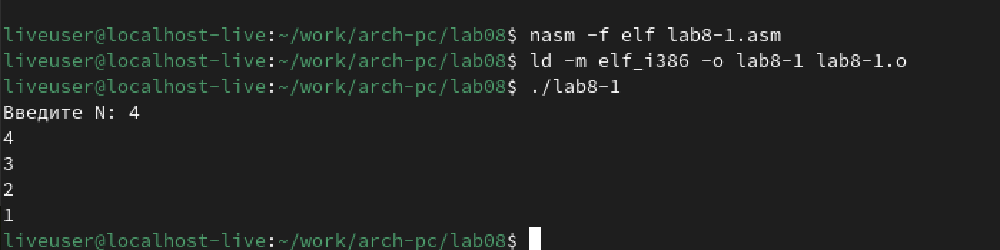 liveuser@localhost-live:~/work/arch-pc/lab08$ nasm -f elf lab8-1.asm
liveuser@localhost-live:~/work/arch-pc/lab08$ ld -m elf_i386 -o lab8-1 lab8-1.o
liveuser@localhost-live:~/work/arch-pc/lab08$ ./lab8-1
Введите N: 4
4
3
2
1
liveuser@localhost-live:~/work/arch-pc/lab08$